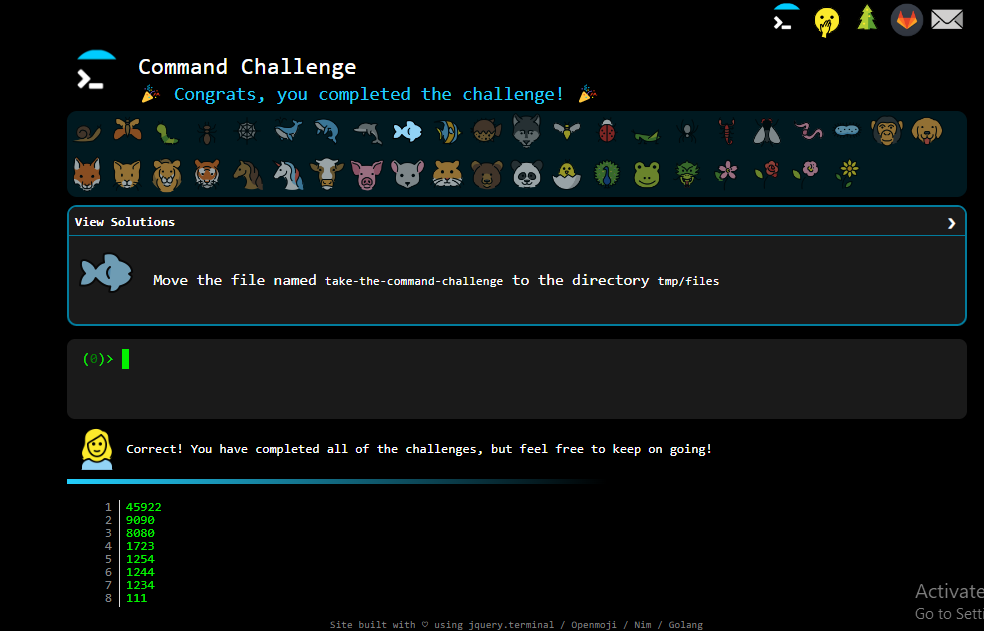 Command Challenge
🎉 Congrats, you completed the challenge! 🎉
View Solutions ❯
Move the file named take-the-command-challenge to the directory tmp/files
(0)>
Correct! You have completed all of the challenges, but feel free to keep on going!
1 45922
2 9090
3 8080
4 1723
5 1254
6 1244
7 1234
8 111
Activate
Go to Setti
Site built with ♡ using jquery.terminal / Openmoji / Nim / Golang